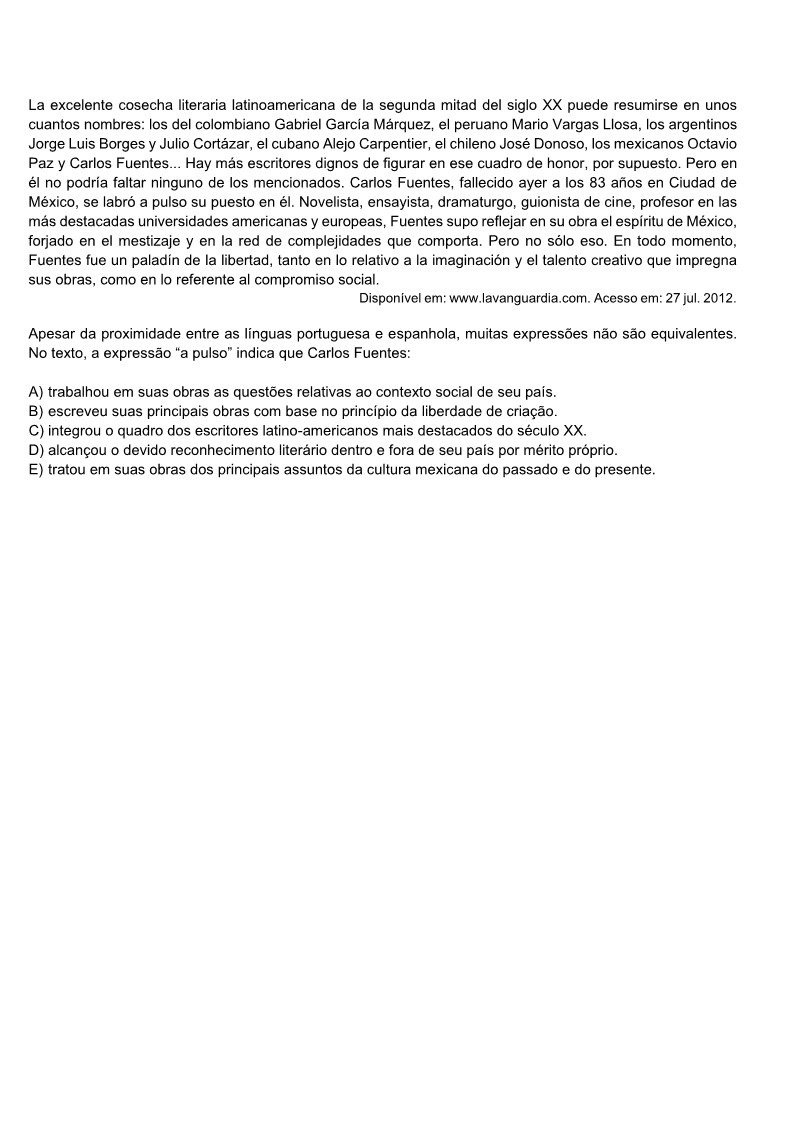 La excelente cosecha literaria latinoamericana de la segunda mitad del siglo XX puede resumirse en unos
cuantos nombres: los del colombiano Gabriel García Márquez, el peruano Mario Vargas Llosa, los argentinos
Jorge Luis Borges y Julio Cortázar, el cubano Alejo Carpentier, el chileno José Donoso, los mexicanos Octavio
Paz y Carlos Fuentes... Hay más escritores dignos de figurar en ese cuadro de honor, por supuesto. Pero en
él no podría faltar ninguno de los mencionados. Carlos Fuentes, fallecido ayer a los 83 años en Ciudad de
México, se labró a pulso su puesto en él. Novelista, ensayista, dramaturgo, guionista de cine, profesor en las
más destacadas universidades americanas y europeas, Fuentes supo reflejar en su obra el espíritu de México,
forjado en el mestizaje y en la red de complejidades que comporta. Pero no sólo eso. En todo momento,
Fuentes fue un paladín de la libertad, tanto en lo relativo a la imaginación y el talento creativo que impregna
sus obras, como en lo referente al compromiso social.
Disponível em: www.lavanguardia.com. Acesso em: 27 jul. 2012.
Apesar da proximidade entre as línguas portuguesa e espanhola, muitas expressões não são equivalentes.
No texto, a expressão “a pulso” indica que Carlos Fuentes:
A) trabalhou em suas obras as questões relativas ao contexto social de seu país.
B) escreveu suas principais obras com base no princípio da liberdade de criação.
C) integrou o quadro dos escritores latino-americanos mais destacados do século XX.
D) alcançou o devido reconhecimento literário dentro e fora de seu país por mérito próprio.
E) tratou em suas obras dos principais assuntos da cultura mexicana do passado e do presente.